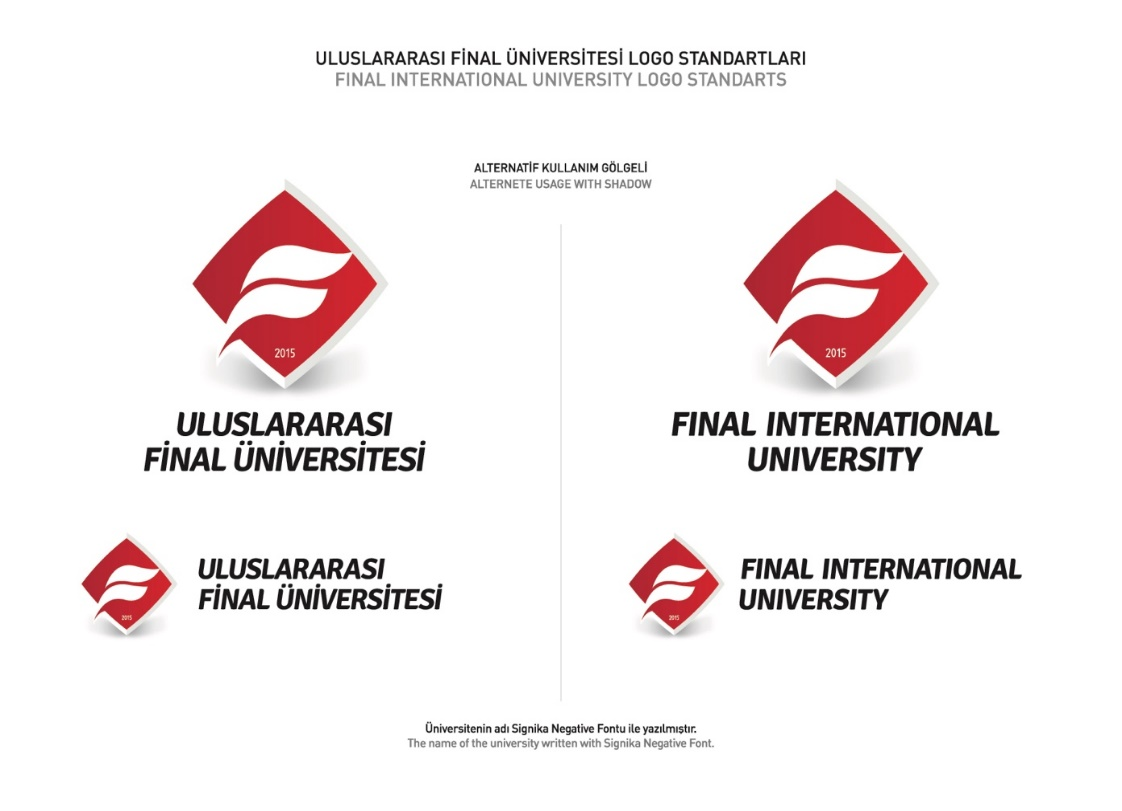 ULUSLARARASI FİNAL ÜNİVERSİTESİ LOGO STANDARTLARI
FINAL INTERNATIONAL UNIVERSITY LOGO STANDARTS
ALTERNATİF KULLANIM GÖLGELİ
ALTERNETE USAGE WITH SHADOW
2015
ULUSLARARASI
FİNAL ÜNİVERSİTESİ
2015
ULUSLARARASI
FİNAL ÜNİVERSİTESİ
2015
FINAL INTERNATIONAL
UNIVERSITY
2015
FINAL INTERNATIONAL
UNIVERSITY
Üniversitenin adı Signika Negative Fontu ile yazılmıştır.
The name of the university written with Signika Negative Font.